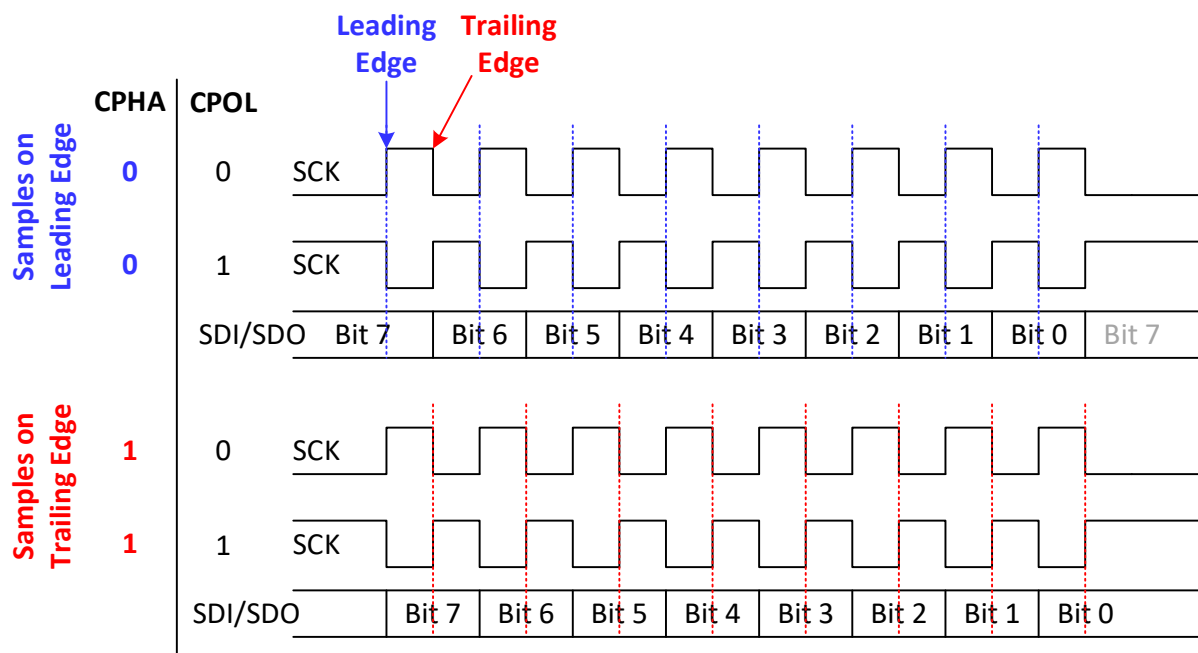 Leading Trailing
Edge Edge
CPHA CPOL
Samples on
Leading Edge
0 0 SCK
0 1 SCK
SDI/SDO Bit 7 Bit 6 Bit 5 Bit 4 Bit 3 Bit 2 Bit 1 Bit 0 Bit 7
Samples on
Trailing Edge
1 0 SCK
1 1 SCK
SDI/SDO Bit 7 Bit 6 Bit 5 Bit 4 Bit 3 Bit 2 Bit 1 Bit 0